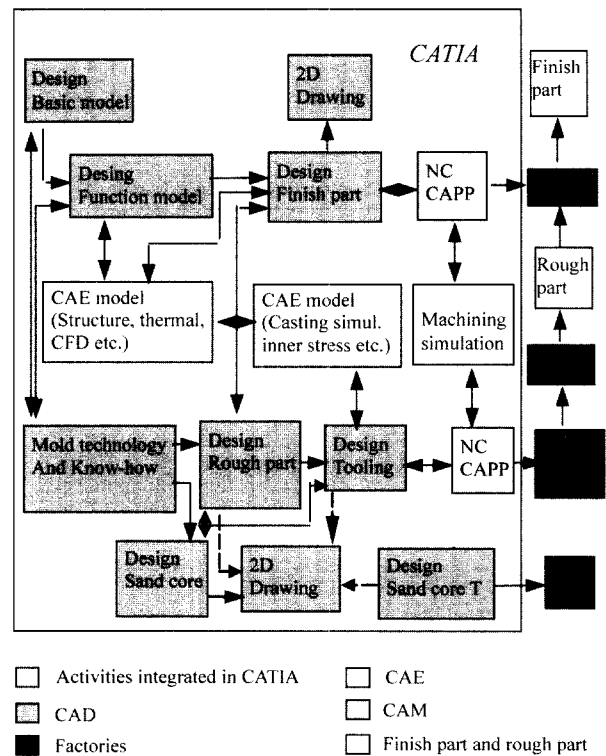 CATIA
Design
Basic model
2D
Drawing
Finish
part
Desing
Function model
Design
Finish part
NC
CAPP
Rough
part
CAE model
(Structure, thermal,
CFD etc.)
CAE model
(Casting simul.
inner stress etc.)
Machining
simulation
Mold technology
And Know-how
Design
Rough part
Design
Tooling
NC
CAPP
Design
Sand core
2D
Drawing
Design
Sand core T
Activities integrated in CATIA
CAE
CAD
CAM
Factories
Finish part and rough part